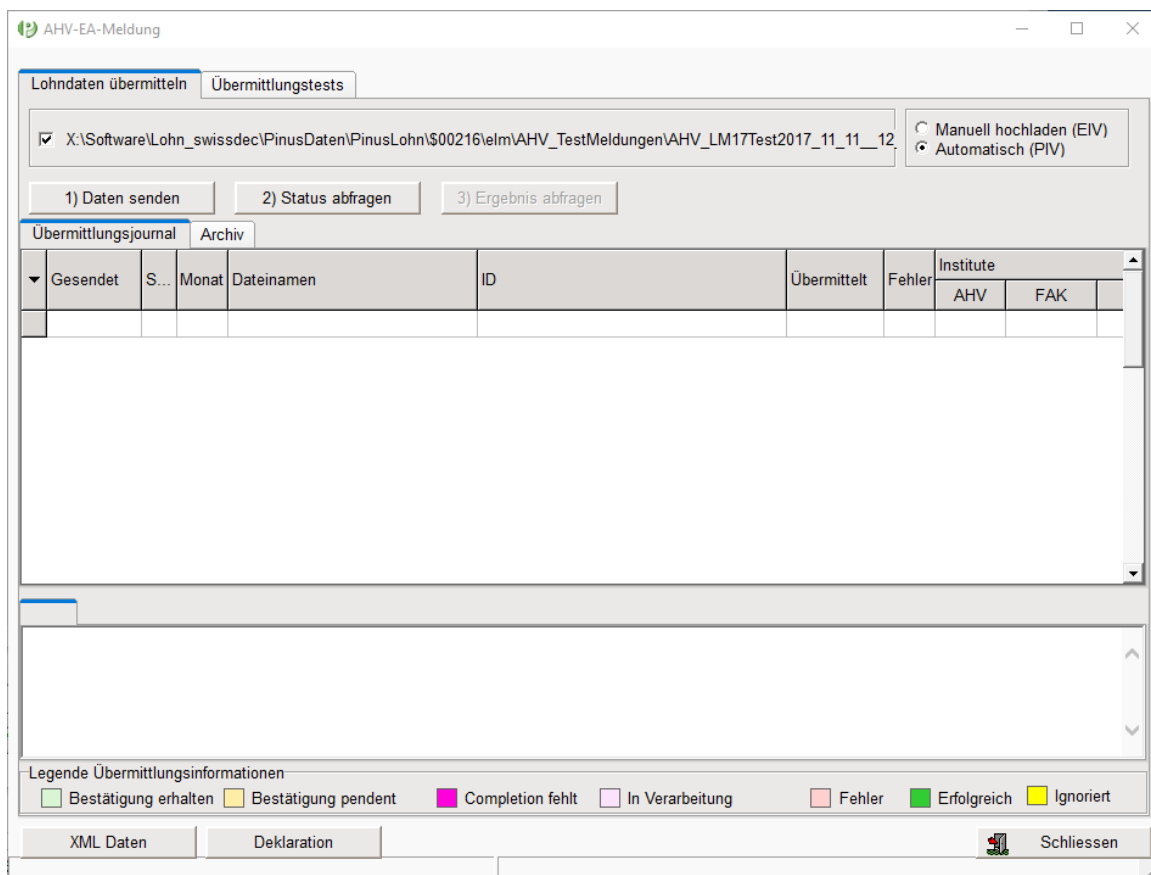 AHV-EA-Meldung
Lohndaten übermitteln Übermittlungstests
X:\Software\Lohn_swissdec\PinusDaten\PinusLohn\$00216\elm\AHV_TestMeldungen\AHV_LM17Test2017_11_11__12_
Manuell hochladen (EIV)
Automatisch (PIV)
1) Daten senden 2) Status abfragen 3) Ergebnis abfragen
Übermittlungsjournal Archiv
Gesendet S... Monat Dateinamen ID Übermittelt Fehler Institute
AHV FAK
Legende Übermittlungsinformationen
Bestätigung erhalten Bestätigung pendent Completion fehlt In Verarbeitung Fehler Erfolgreich Ignoriert
XML Daten Deklaration Schliessen